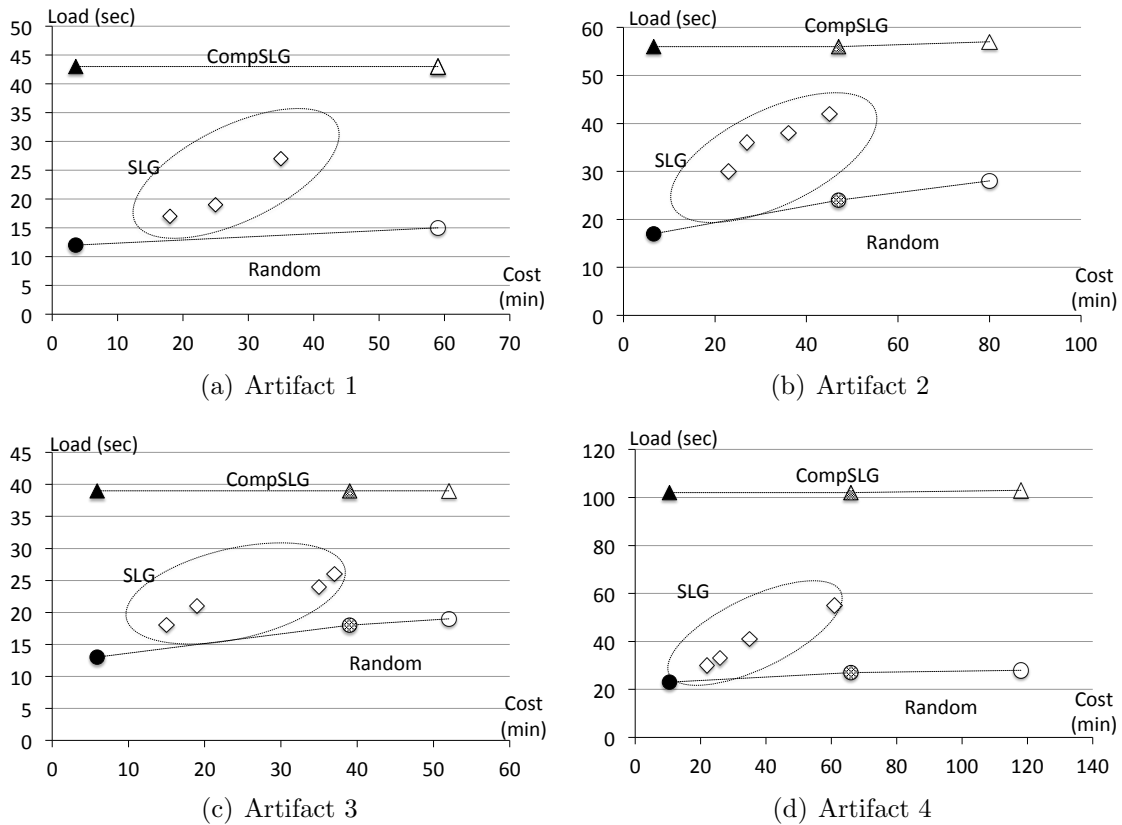 Load (sec)
50
45
40
35
30
25
20
15
10
5
0
CompSLG
SLG
Random
Cost
(min)
0 10 20 30 40 50 60 70
(a) Artifact 1
Load (sec)
60
50
40
30
20
10
0
CompSLG
SLG
Random
Cost
(min)
0 20 40 60 80 100
(b) Artifact 2
Load (sec)
45
40
35
30
25
20
15
10
5
0
CompSLG
SLG
Random
Cost
(min)
0 10 20 30 40 50 60
(c) Artifact 3
Load (sec)
120
100
80
60
40
20
0
CompSLG
SLG
Random
Cost
(min)
0 20 40 60 80 100 120 140
(d) Artifact 4